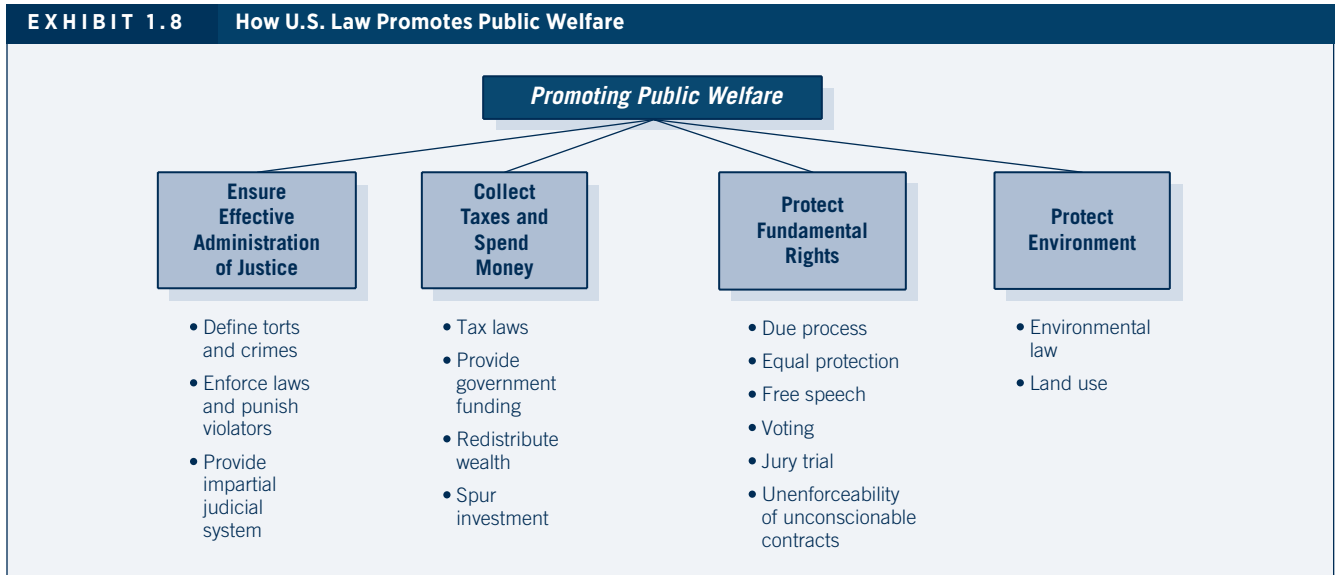 EXHIBIT 1.8 How U.S. Law Promotes Public Welfare
Promoting Public Welfare
Ensure
Effective
Administration
of Justice
• Define torts
and crimes
• Enforce laws
and punish
violators
• Provide
impartial
judicial
system
Collect
Taxes and
Spend
Money
• Tax laws
• Provide
government
funding
• Redistribute
wealth
• Spur
investment
Protect
Fundamental
Rights
• Due process
• Equal protection
• Free speech
• Voting
• Jury trial
• Unenforceability
of unconscionable
contracts
Protect
Environment
• Environmental
law
• Land use